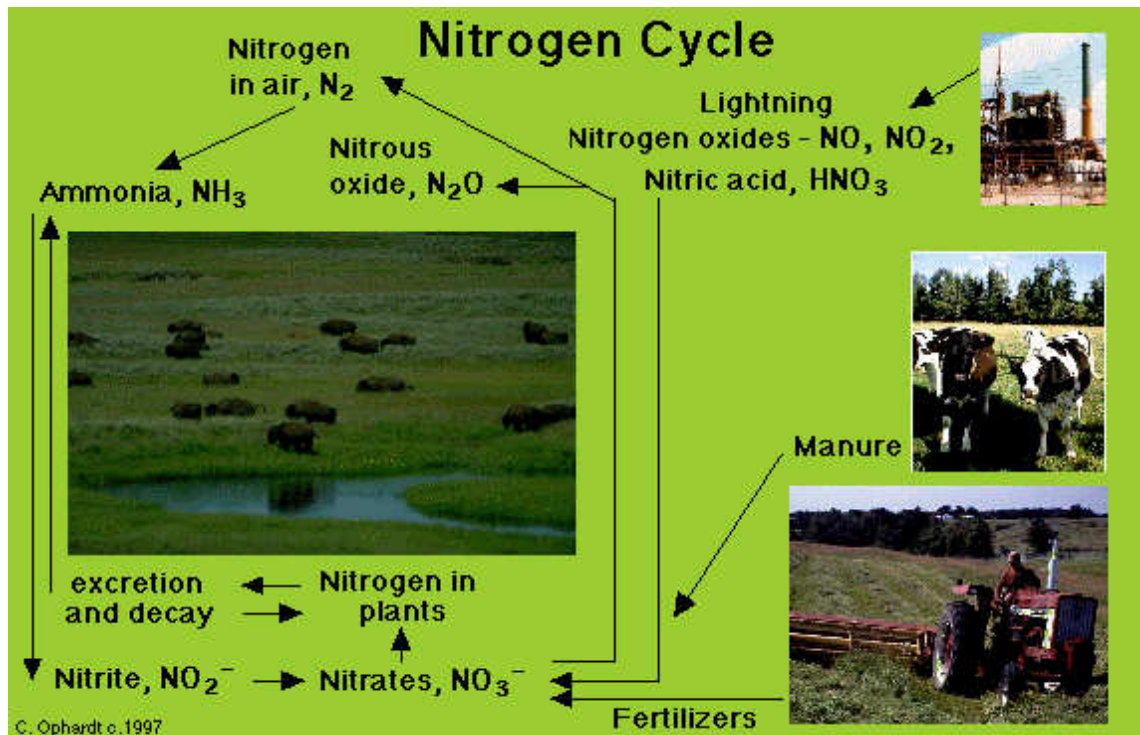 Nitrogen Cycle
Nitrogen
in air, N₂
Lightning
Nitrogen oxides - NO, NO₂,
Nitric acid, HNO₃
Nitrous
oxide, N₂O
Ammonia, NH₃
Manure
excretion
and decay
Nitrogen in
plants
Nitrite, NO₂⁻
Nitrates, NO₃⁻
Fertilizers
C. Ophardt c.1997